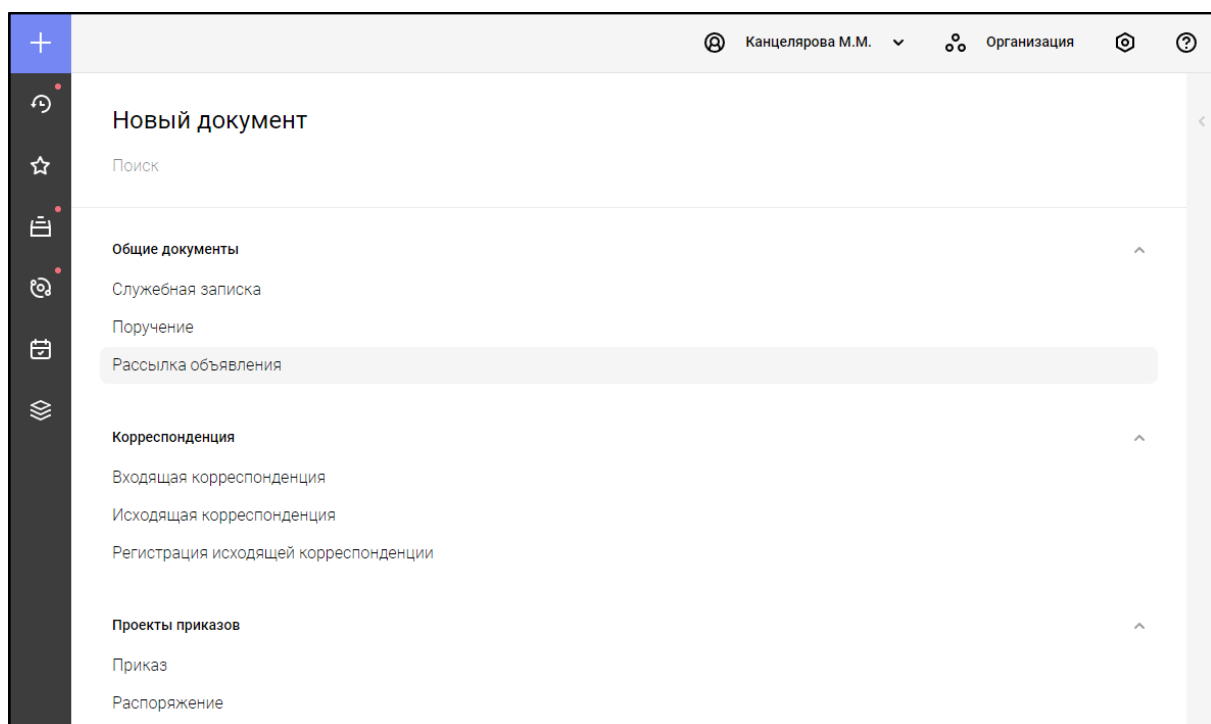 Канцелярова М.М. Организация
Новый документ
Поиск
Общие документы
Служебная записка
Поручение
Рассылка объявления
Корреспонденция
Входящая корреспонденция
Исходящая корреспонденция
Регистрация исходящей корреспонденции
Проекты приказов
Приказ
Распоряжение